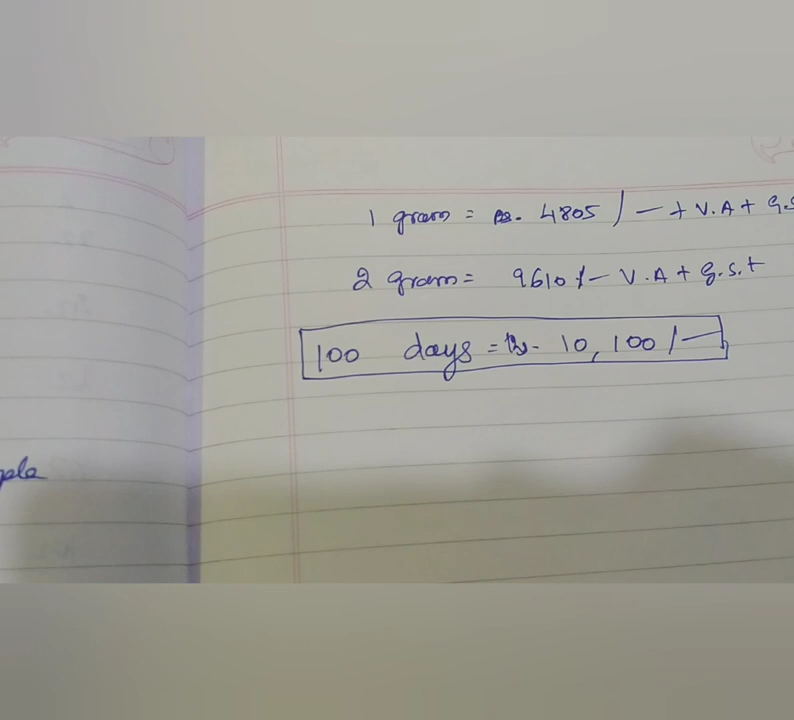 1 gram = Rs. 4805/- + V.A + G.S
2 gram = 9610/- V.A + G.S.t
100 days = Rs- 10,100/-